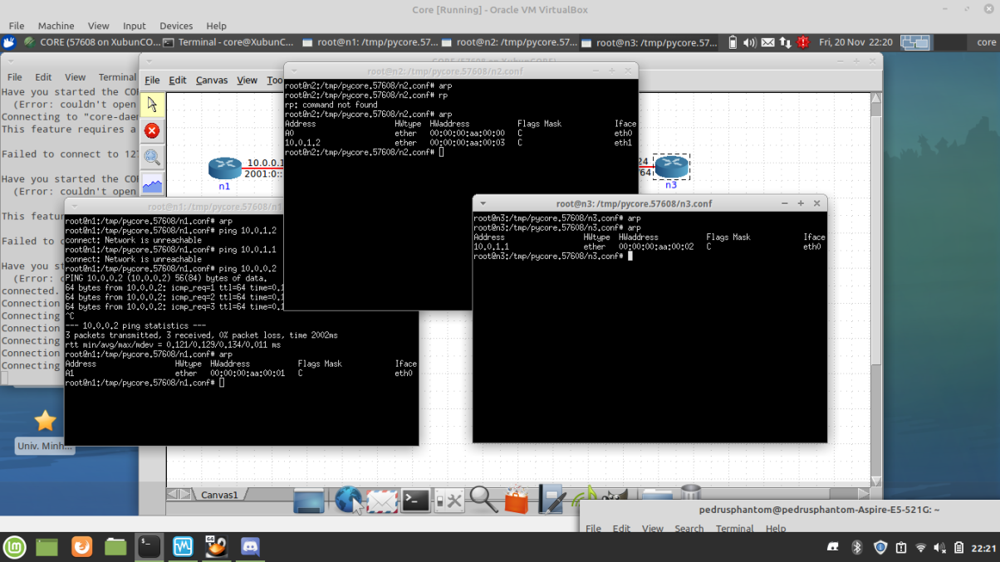 Core [Running] - Oracle VM VirtualBox
File Machine View Input Devices Help
CORE (57608 on XubunCO... Terminal - core@XubunC... root@n1: /tmp/pycore.57... root@n2: /tmp/pycore.57... root@n3: /tmp/pycore.57... Fri, 20 Nov 22:20 core
CORE (57608 on XubunCORE)
File Edit View Terminal
Have you started the COR
(Error: couldn't open
Connecting to "core-daem
This feature requires a
Failed to connect to 127
Have you started the COR
(Error: couldn't open
This featur
Failed to c
Have you st
(Error: c
connected.
Connection
Connecting
Connection
Connecting
Connection
Connecting
File Edit Canvas View Too
10.0.0.1
2001:0::
n1
24
/64
n3
root@n2: /tmp/pycore.57608/n2.conf
root@n2:/tmp/pycore.57608/n2.conf# arp
root@n2:/tmp/pycore.57608/n2.conf# rp
rp: command not found
root@n2:/tmp/pycore.57608/n2.conf# arp
Address HWtype HWaddress Flags Mask Iface
A0 ether 00:00:00:aa:00:00 C eth0
10.0.1.2 ether 00:00:00:aa:00:03 C eth1
root@n2:/tmp/pycore.57608/n2.conf#
root@n1: /tmp/pycore.57608/n1
root@n1:/tmp/pycore.57608/n1.conf# arp
root@n1:/tmp/pycore.57608/n1.conf# ping 10.0.1.2
connect: Network is unreachable
root@n1:/tmp/pycore.57608/n1.conf# ping 10.0.1.1
connect: Network is unreachable
root@n1:/tmp/pycore.57608/n1.conf# ping 10.0.0.2
PING 10.0.0.2 (10.0.0.2) 56(84) bytes of data.
64 bytes from 10.0.0.2: icmp_req=1 ttl=64 time=0.1
64 bytes from 10.0.0.2: icmp_req=2 ttl=64 time=0.1
64 bytes from 10.0.0.2: icmp_req=3 ttl=64 time=0.1
^C
--- 10.0.0.2 ping statistics ---
3 packets transmitted, 3 received, 0% packet loss, time 2002ms
rtt min/avg/max/mdev = 0.121/0.129/0.134/0.011 ms
root@n1:/tmp/pycore.57608/n1.conf# arp
Address HWtype HWaddress Flags Mask Iface
A1 ether 00:00:00:aa:00:01 C eth0
root@n1:/tmp/pycore.57608/n1.conf#
root@n3: /tmp/pycore.57608/n3.conf
root@n3:/tmp/pycore.57608/n3.conf# arp
root@n3:/tmp/pycore.57608/n3.conf# arp
Address HWtype HWaddress Flags Mask Iface
10.0.1.1 ether 00:00:00:aa:00:02 C eth0
root@n3:/tmp/pycore.57608/n3.conf#
Univ. Minh...
Canvas1
pedrusphantom@pedrusphantom-Aspire-E5-521G: ~
File Edit View Search Terminal Help
22:21